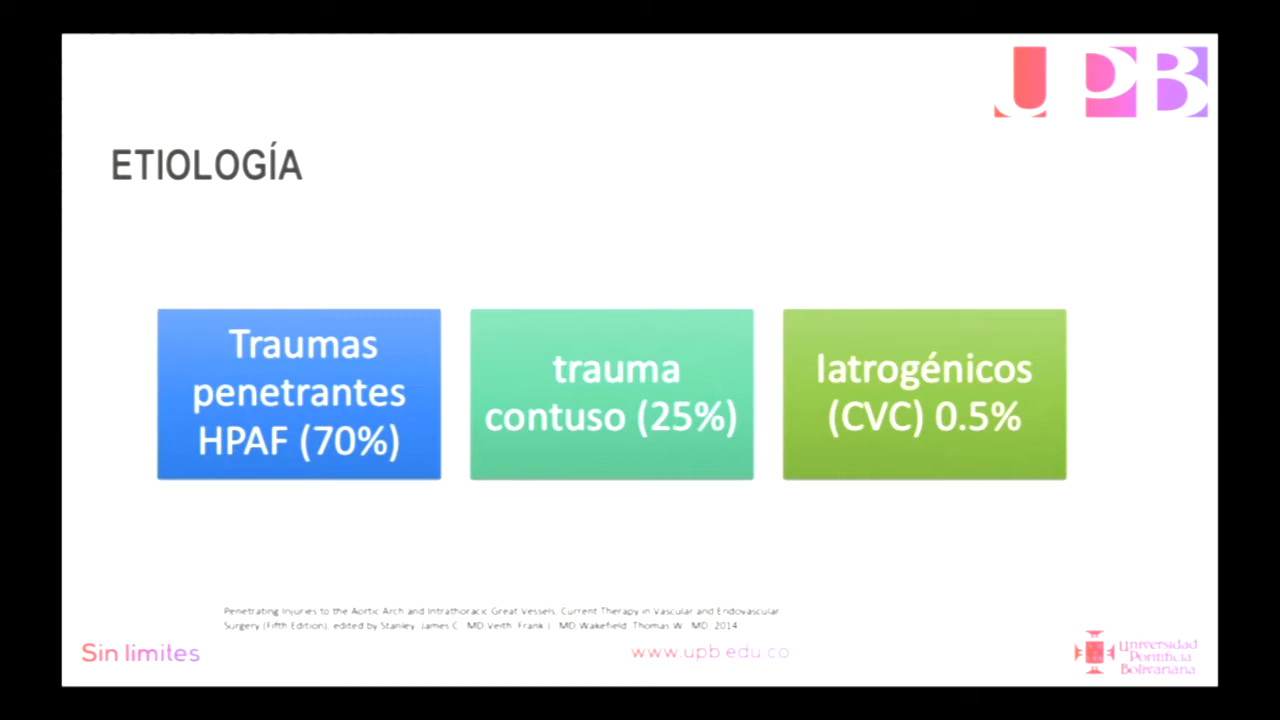 UPB
ETIOLOGÍA
Traumas
penetrantes
HPAF (70%)
trauma
contuso (25%)
Iatrogénicos
(CVC) 0.5%
Penetrating Injuries to the Aortic Arch and Intrathoracic Great Vessels. Current Therapy in Vascular and Endovascular
Surgery (Fifth Edition), edited by Stanley. James C. MD,Veith. Frank J. MD,Wakefield. Thomas W. MD. 2014
Sin limites
www.upb.edu.co
Universidad
Pontificia
Bolivariana